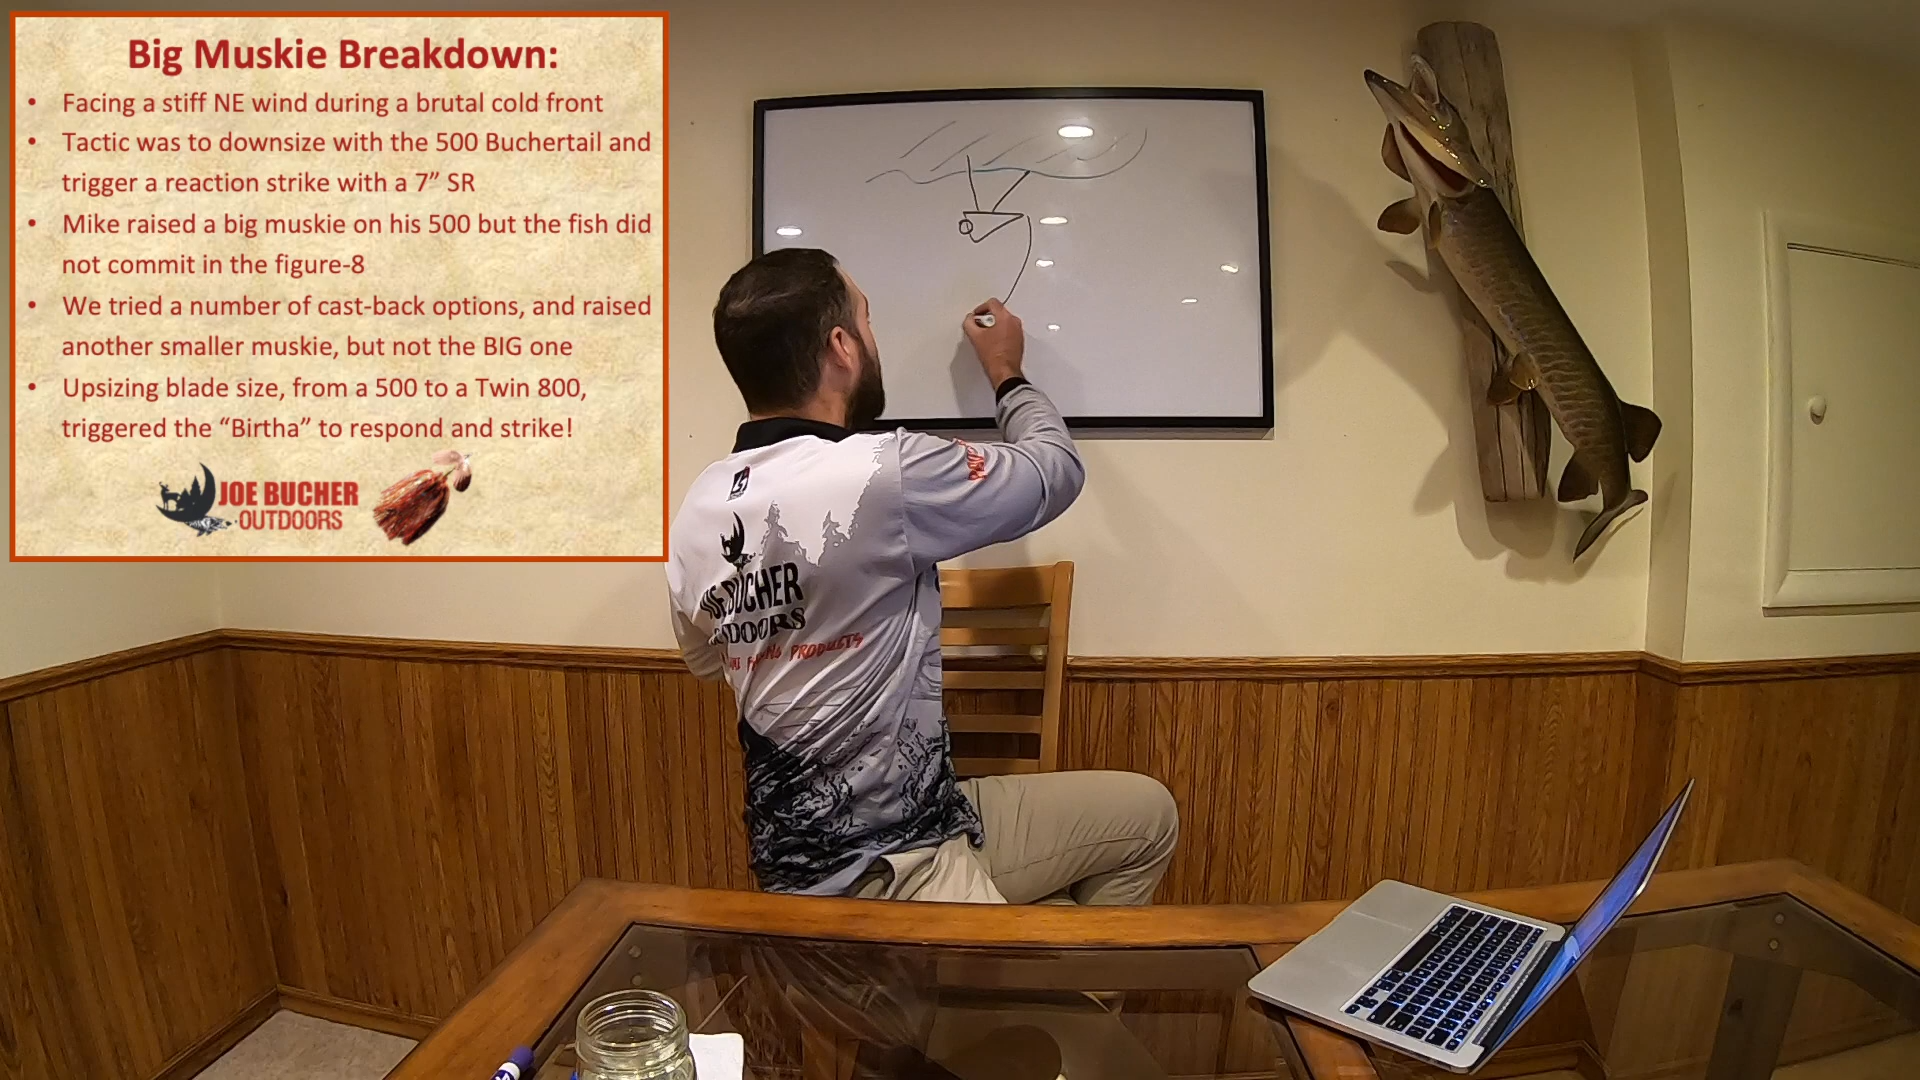 Big Muskie Breakdown:
• Facing a stiff NE wind during a brutal cold front
• Tactic was to downsize with the 500 Buchertail and
trigger a reaction strike with a 7” SR
• Mike raised a big muskie on his 500 but the fish did
not commit in the figure-8
• We tried a number of cast-back options, and raised
another smaller muskie, but not the BIG one
• Upsizing blade size, from a 500 to a Twin 800,
triggered the “Birtha” to respond and strike!
JOE BUCHER
OUTDOORS
BUCHER
PRODUCTS